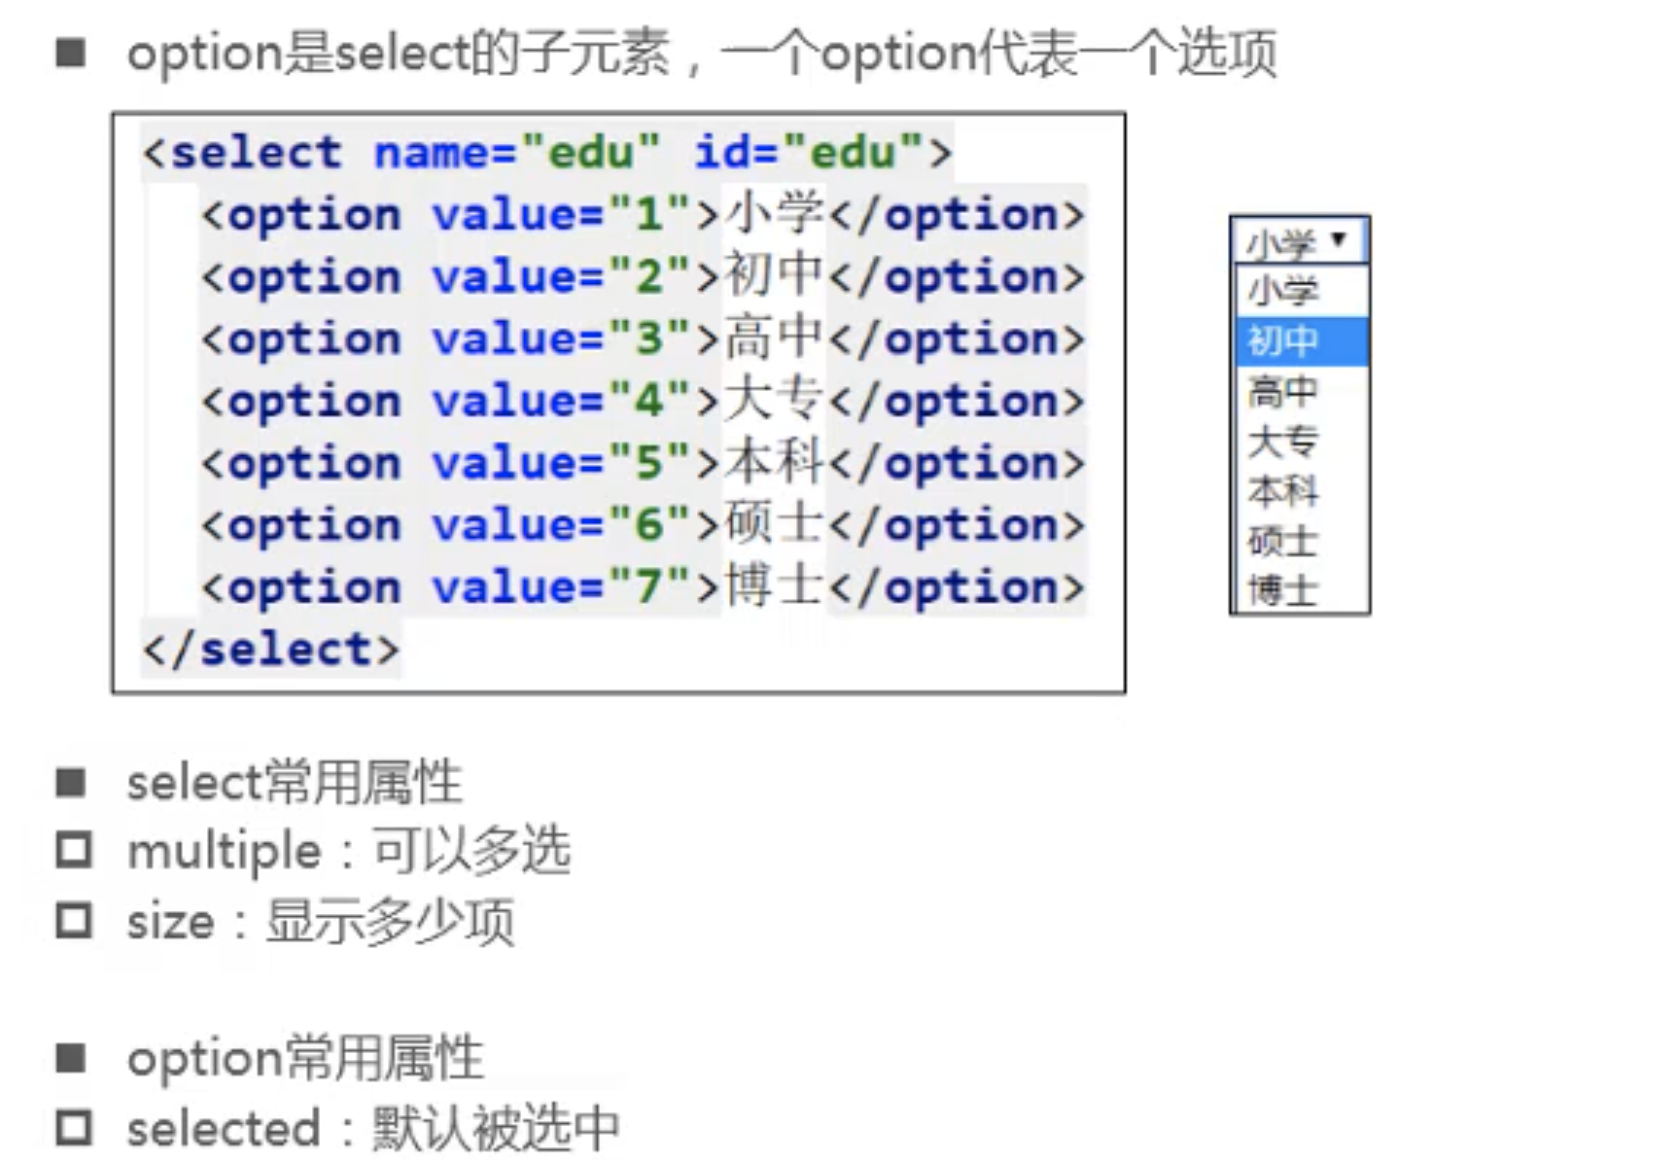 option是select的子元素，一个option代表一个选项
<select name="edu" id="edu">
<option value="1">小学</option>
<option value="2">初中</option>
<option value="3">高中</option>
<option value="4">大专</option>
<option value="5">本科</option>
<option value="6">硕士</option>
<option value="7">博士</option>
</select>
小学
小学
初中
高中
大专
本科
硕士
博士
select常用属性
multiple：可以多选
size：显示多少项
option常用属性
selected：默认被选中